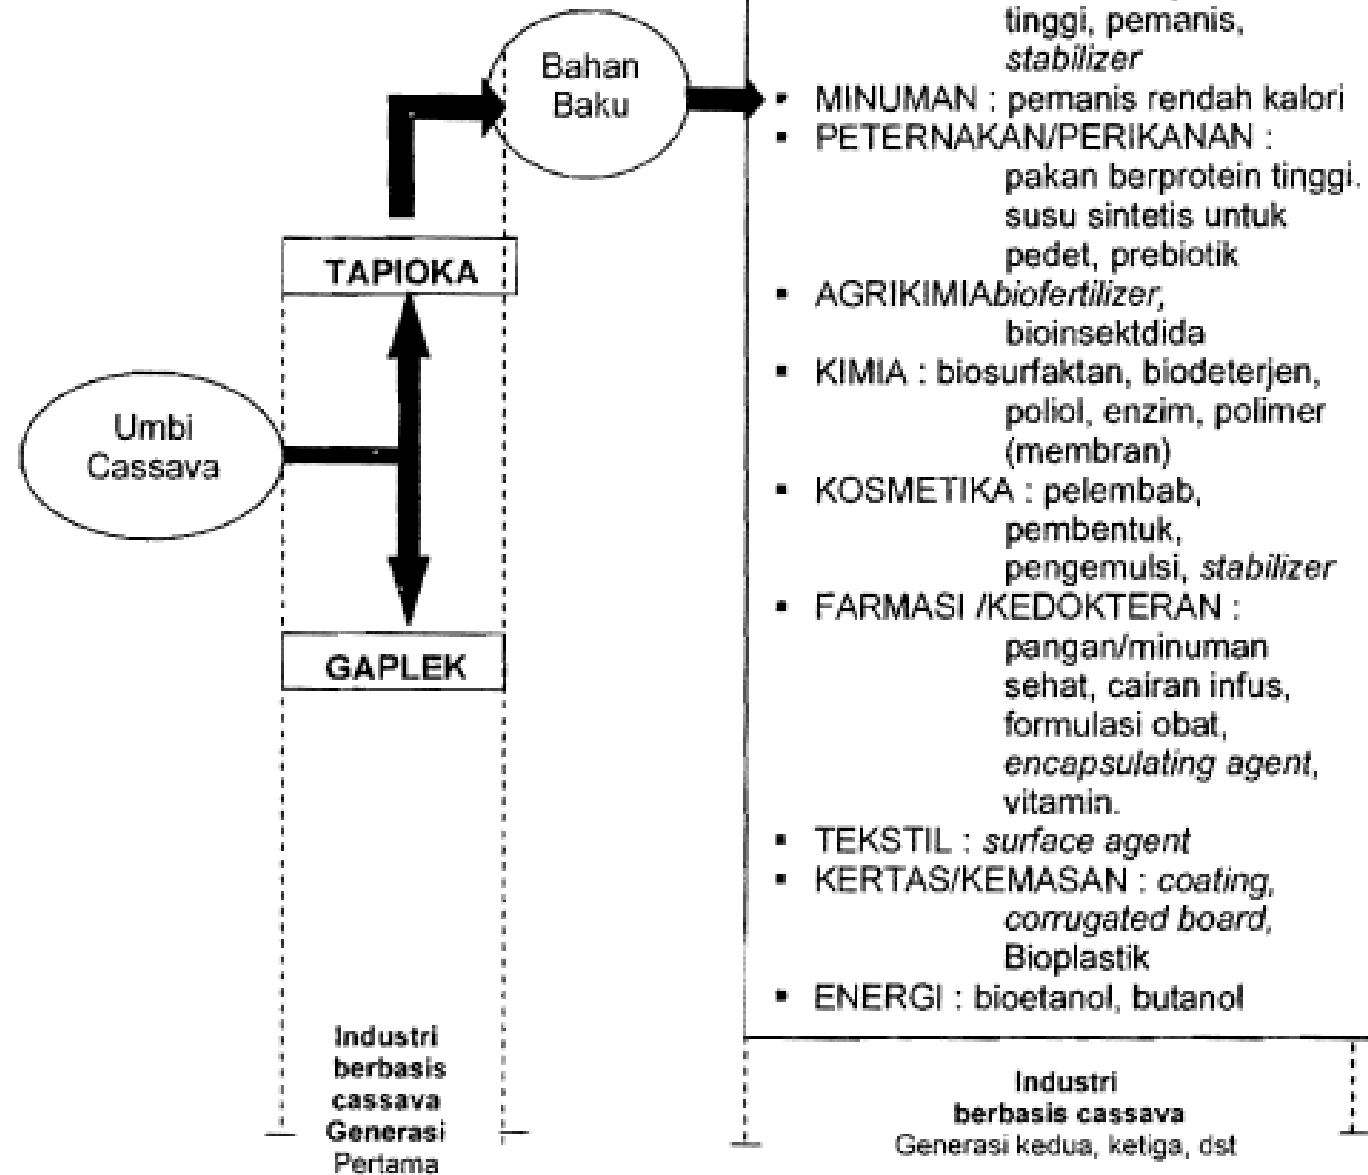 Umbi
Cassava
TAPIOKA
GAPLEK
Bahan
Baku
tinggi, pemanis,
stabilizer
▪ MINUMAN : pemanis rendah kalori
▪ PETERNAKAN/PERIKANAN :
pakan berprotein tinggi.
susu sintetis untuk
pedet, prebiotik
▪ AGRIKIMIAbiofertilizer,
bioinsektdida
▪ KIMIA : biosurfaktan, biodeterjen,
poliol, enzim, polimer
(membran)
▪ KOSMETIKA : pelembab,
pembentuk,
pengemulsi, stabilizer
▪ FARMASI /KEDOKTERAN :
pangan/minuman
sehat, cairan infus,
formulasi obat,
encapsulating agent,
vitamin.
▪ TEKSTIL : surface agent
▪ KERTAS/KEMASAN : coating,
corrugated board,
Bioplastik
▪ ENERGI : bioetanol, butanol
Industri
berbasis
cassava
Generasi
Pertama
Industri
berbasis cassava
Generasi kedua, ketiga, dst